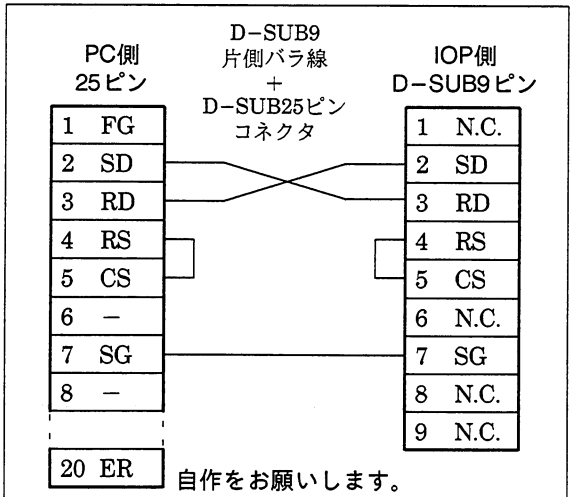 D−SUB9
片側バラ線
+
D−SUB25ピン
コネクタ
PC側
25ピン
1 FG
2 SD
3 RD
4 RS
5 CS
6 −
7 SG
8 −
20 ER
IOP側
D−SUB9ピン
1 N.C.
2 SD
3 RD
4 RS
5 CS
6 N.C.
7 SG
8 N.C.
9 N.C.
自作をお願いします。